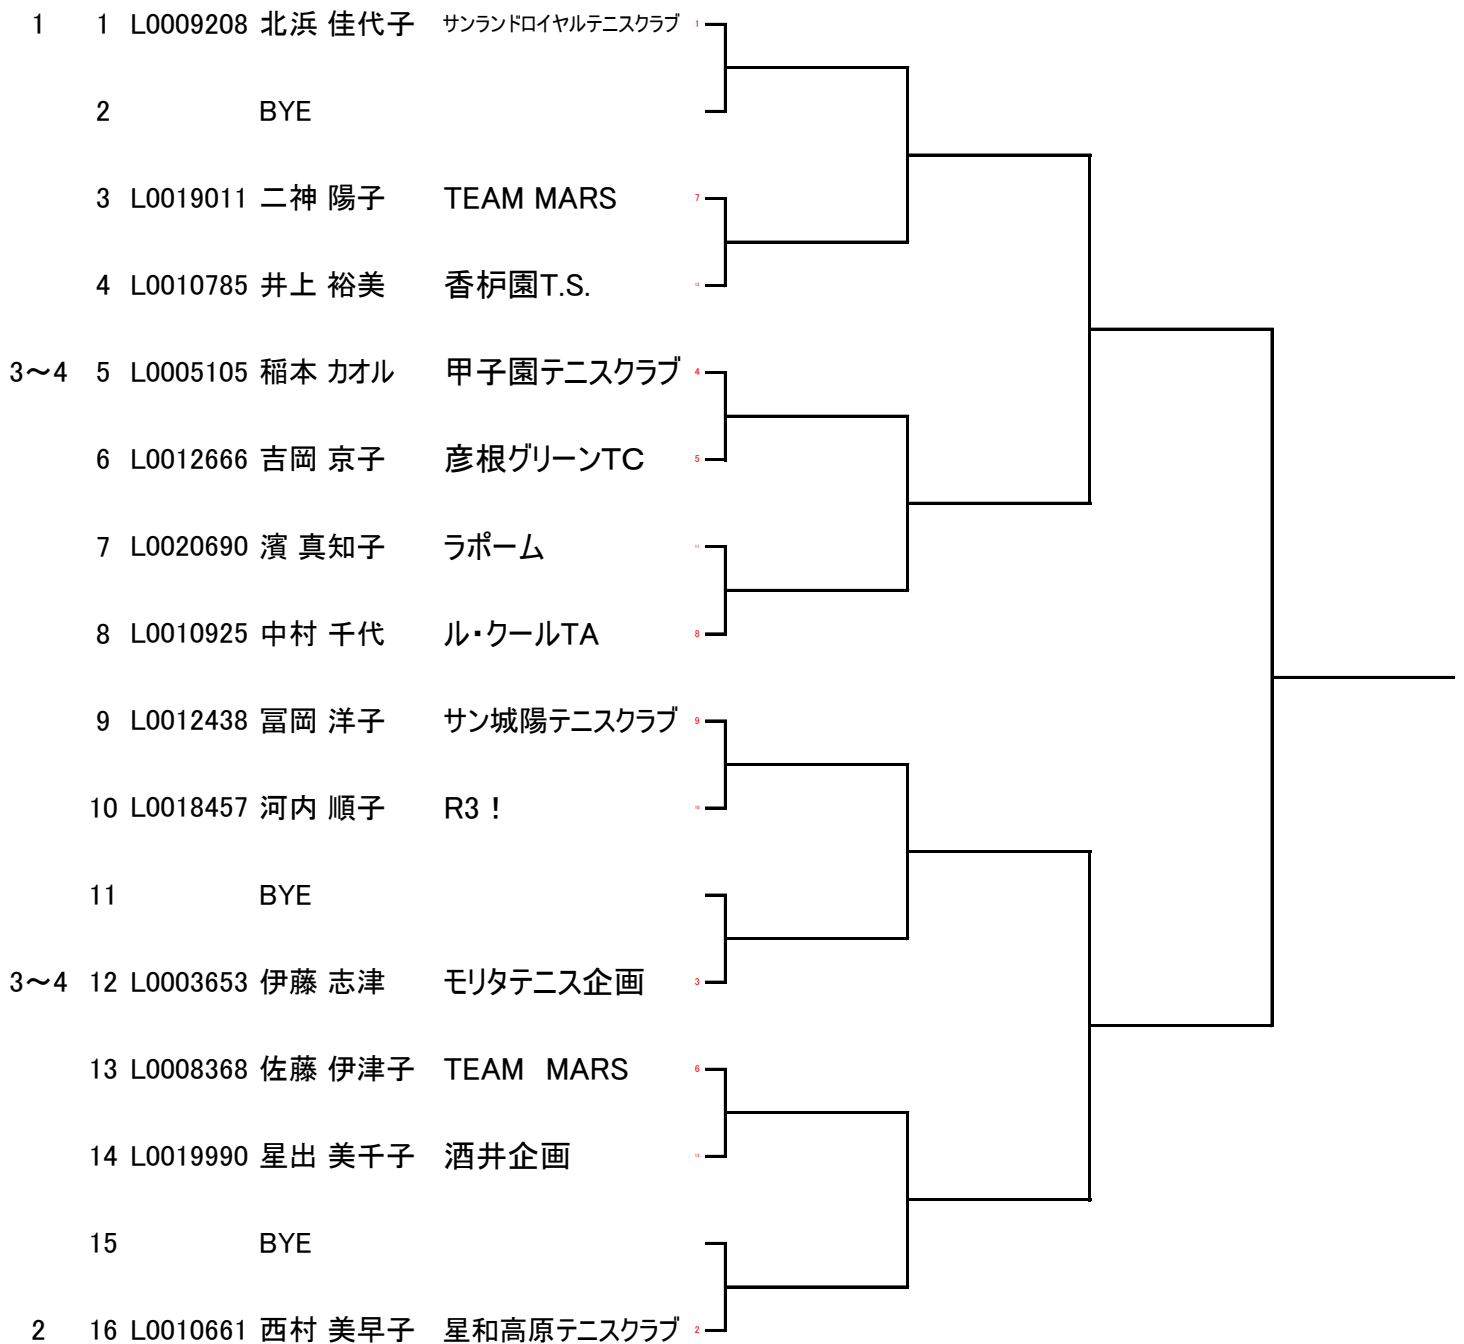 1 1 L0009208 北浜 佳代子 サンランドロイヤルテニスクラブ 1
2 BYE
3 L0019011 二神 陽子 TEAM MARS 7
4 L0010785 井上 裕美 香枦園T.S.
3～4 5 L0005105 稲本 カオル 甲子園テニスクラブ 4
6 L0012666 吉岡 京子 彦根グリーンTC 5
7 L0020690 濱 真知子 ラポーム
8 L0010925 中村 千代 ル・クールTA 8
9 L0012438 冨岡 洋子 サン城陽テニスクラブ 9
10 L0018457 河内 順子 R3！
11 BYE
3～4 12 L0003653 伊藤 志津 モリタテニス企画 3
13 L0008368 佐藤 伊津子 TEAM　MARS 6
14 L0019990 星出 美千子 酒井企画
15 BYE
2 16 L0010661 西村 美早子 星和高原テニスクラブ 2